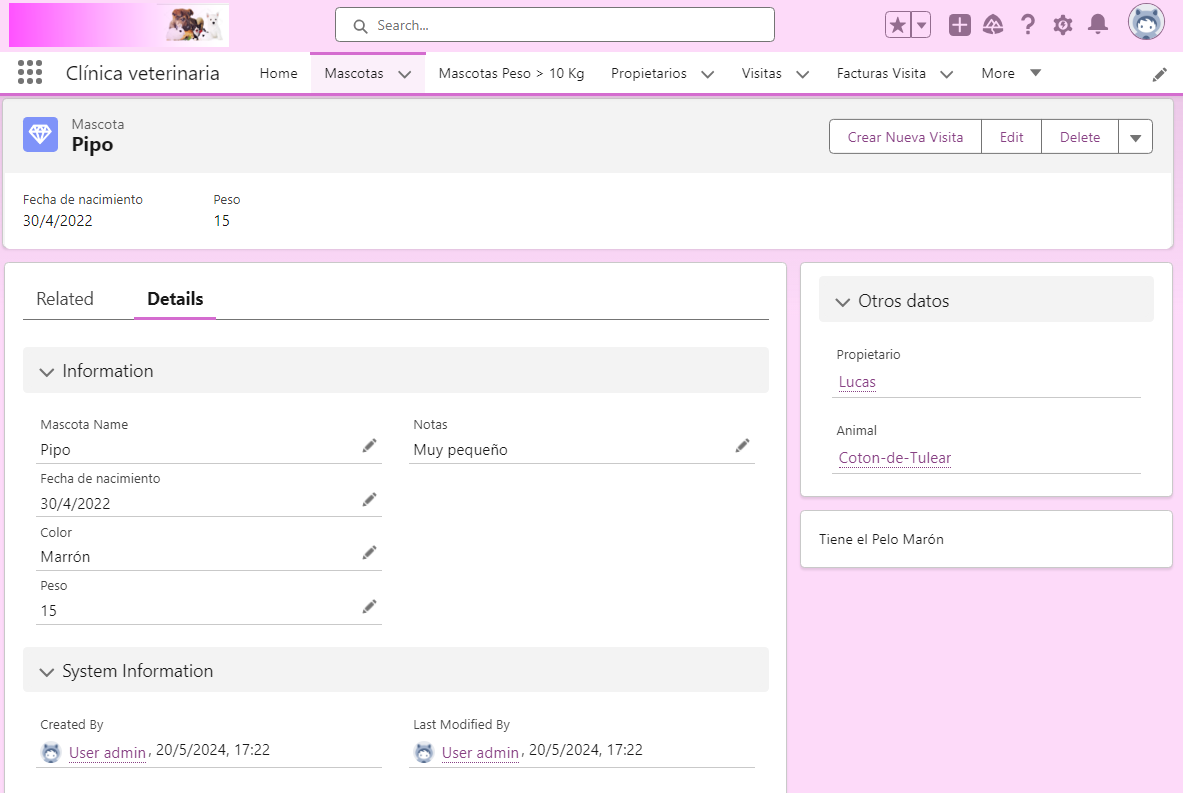 Search...
Clínica veterinaria Home Mascotas Mascotas Peso > 10 Kg Propietarios Visitas Facturas Visita More
Mascota
Pipo
Crear Nueva Visita Edit Delete
Fecha de nacimiento Peso
30/4/2022 15
Related Details
Information
Mascota Name Notas
Pipo Muy pequeño
Fecha de nacimiento
30/4/2022
Color
Marrón
Peso
15
System Information
Created By Last Modified By
User admin, 20/5/2024, 17:22 User admin, 20/5/2024, 17:22
Otros datos
Propietario
Lucas
Animal
Coton-de-Tulear
Tiene el Pelo Marón